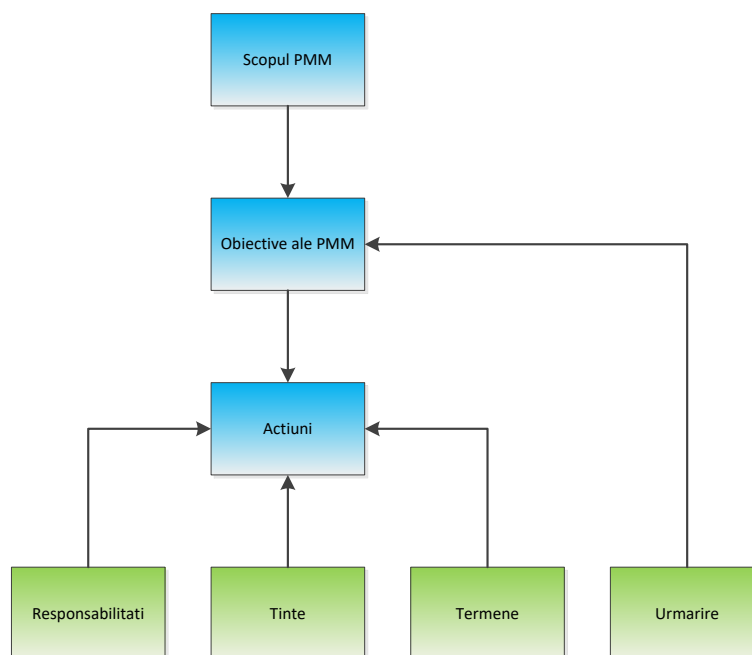 Scopul PMM
Obiective ale PMM
Actiuni
Responsabilitati
Tinte
Termene
Urmarire